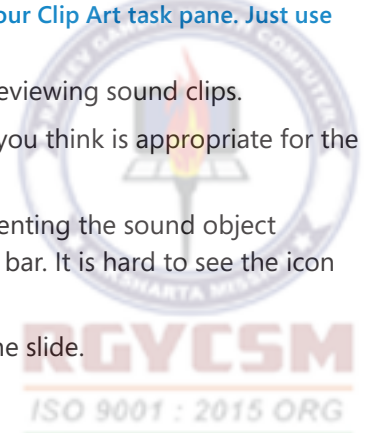 our Clip Art task pane. Just use
eviewing sound clips.
you think is appropriate for the
enting the sound object
bar. It is hard to see the icon
ne slide.
RGYCSM
ISO 9001 : 2015 ORG